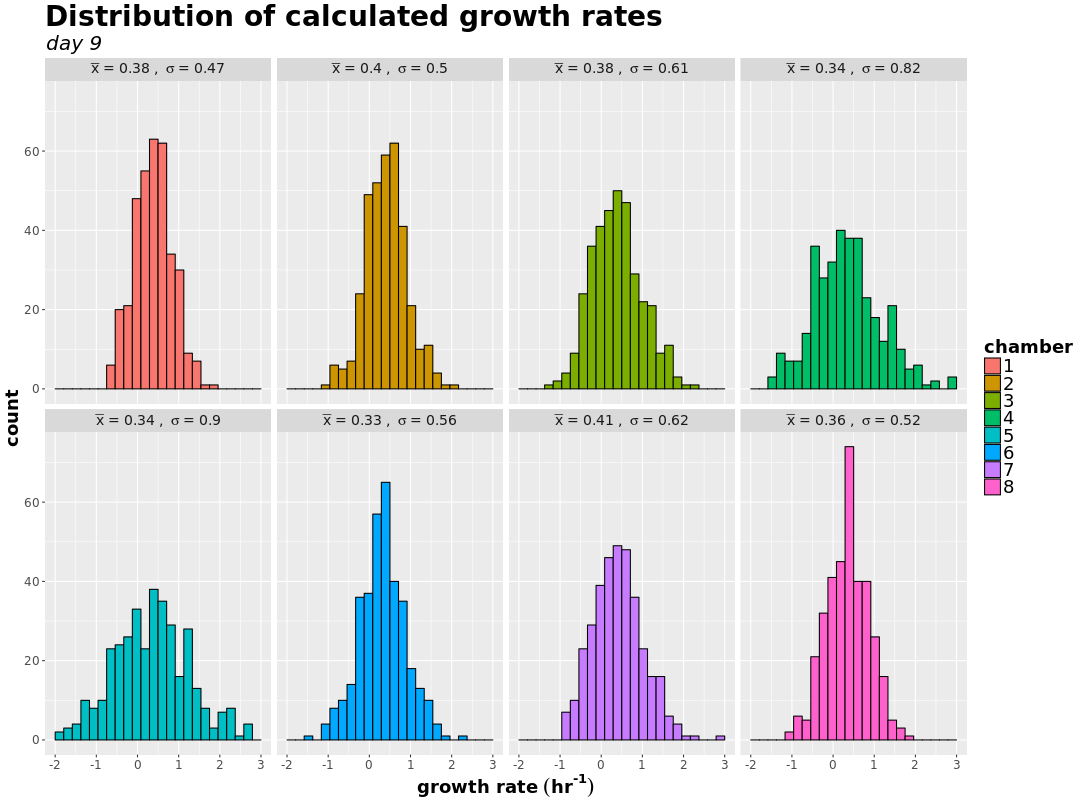 Distribution of calculated growth rates
day 9
x̅ = 0.38 , σ = 0.47
x̅ = 0.4 , σ = 0.5
x̅ = 0.38 , σ = 0.61
x̅ = 0.34 , σ = 0.82
60
40
20
0
x̅ = 0.34 , σ = 0.9
x̅ = 0.33 , σ = 0.56
x̅ = 0.41 , σ = 0.62
x̅ = 0.36 , σ = 0.52
60
40
20
0
count
-2 -1 0 1 2 3
-2 -1 0 1 2 3
-2 -1 0 1 2 3
-2 -1 0 1 2 3
growth rate (hr⁻¹)
chamber
1
2
3
4
5
6
7
8